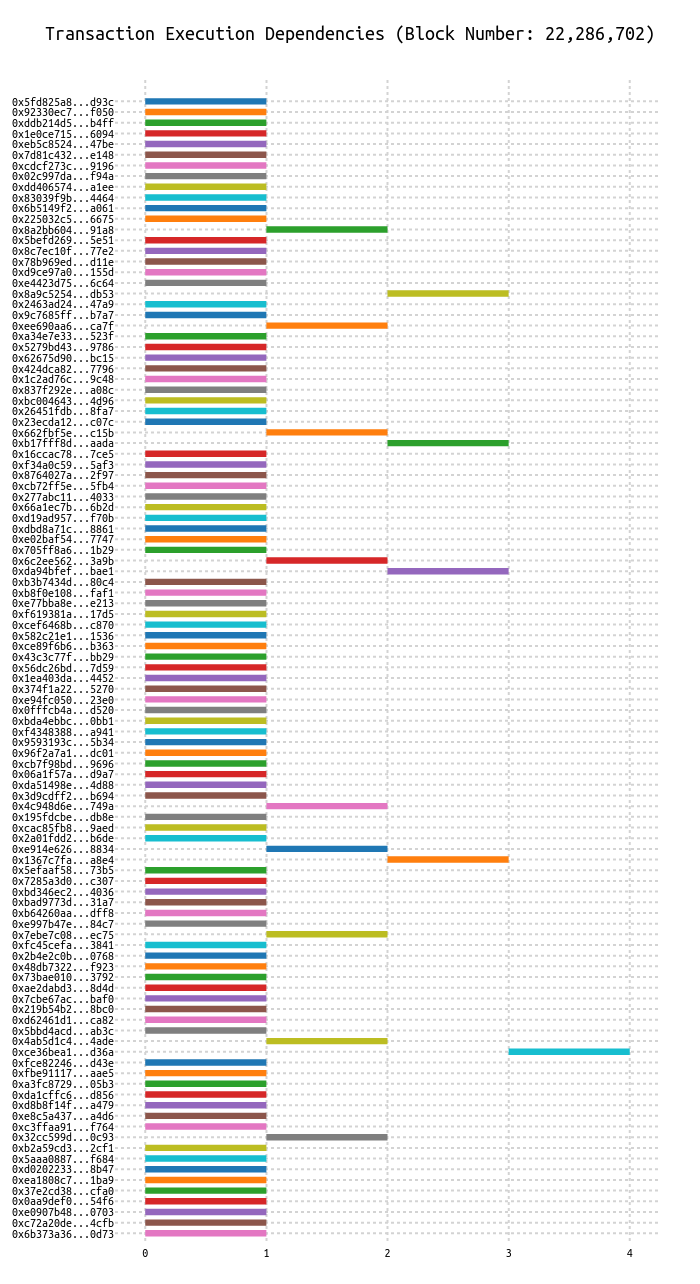 Transaction Execution Dependencies (Block Number: 22,286,702)
0x5fd825a8...d93c
0x92330ec7...f050
0xddb214d5...b4ff
0x1e0ce715...6094
0xeb5c8524...47be
0x7d81c432...e148
0xcdcf273c...9196
0x02c997da...f94a
0xdd406574...a1ee
0x83039f9b...4464
0x6b5149f2...a061
0x225032c5...6675
0x8a2bb604...91a8
0x5befd269...5e51
0x8c7ec10f...77e2
0x78b969ed...d11e
0xd9ce97a0...155d
0xe4423d75...6c64
0x8a9c5254...db53
0x2463ad24...47a9
0x9c7685ff...b7a7
0xee690aa6...ca7f
0xa34e7e33...523f
0x5279bd43...9786
0x62675d90...bc15
0x424dca82...7796
0x1c2ad76c...9c48
0x837f292e...a08c
0xbc004643...4d96
0x26451fdb...8fa7
0x23ecda12...c07c
0x662fbf5e...c15b
0xb17fff8d...aada
0x16ccac78...7ce5
0xf34a0c59...5af3
0x8764027a...2f97
0xcb72ff5e...5fb4
0x277abc11...4033
0x66a1ec7b...6b2d
0xd19ad957...f70b
0xdbd8a71c...8861
0xe02baf54...7747
0x705ff8a6...1b29
0x6c2ee562...3a9b
0xda94bfef...bae1
0xb3b7434d...80c4
0xb8f0e108...faf1
0xe77bba8e...e213
0xf619381a...17d5
0xcef6468b...c870
0x582c21e1...1536
0xce89f6b6...b363
0x43c3c77f...bb29
0x56dc26bd...7d59
0x1ea403da...4452
0x374f1a22...5270
0xe94fc050...23e0
0x0fffcb4a...d520
0xbda4ebbc...0bb1
0xf4348388...a941
0x9593193c...5b34
0x96f2a7a1...dc01
0xcb7f98bd...9696
0x06a1f57a...d9a7
0xda51498e...4d88
0x3d9cdff2...b694
0x4c948d6e...749a
0x195fdcbe...db8e
0xcac85fb8...9aed
0x2a01fdd2...b6de
0xe914e626...8834
0x1367c7fa...a8e4
0x5efaaf58...73b5
0x7285a3d0...c307
0xbd346ec2...4036
0xbad9773d...31a7
0xb64260aa...dff8
0xe997b47e...84c7
0x7ebe7c08...ec75
0xfc45cefa...3841
0x2b4e2c0b...0768
0x48db7322...f923
0x73bae010...3792
0xae2dabd3...8d4d
0x7cbe67ac...baf0
0x219b54b2...8bc0
0xd62461d1...ca82
0x5bbd4acd...ab3c
0x4ab5d1c4...4ade
0xce36bea1...d36a
0xfce82246...d43e
0xfbe91117...aae5
0xa3fc8729...05b3
0xda1cffc6...d856
0xd8b8f14f...a479
0xe8c5a437...a4d6
0xc3ffaa91...f764
0x32cc599d...0c93
0xb2a59cd3...2cf1
0x5aaa0887...f684
0xd0202233...8b47
0xea1808c7...1ba9
0x37e2cd38...cfa0
0x0aa9def0...54f6
0xe0907b48...0703
0xc72a20de...4cfb
0x6b373a36...0d73
0 1 2 3 4